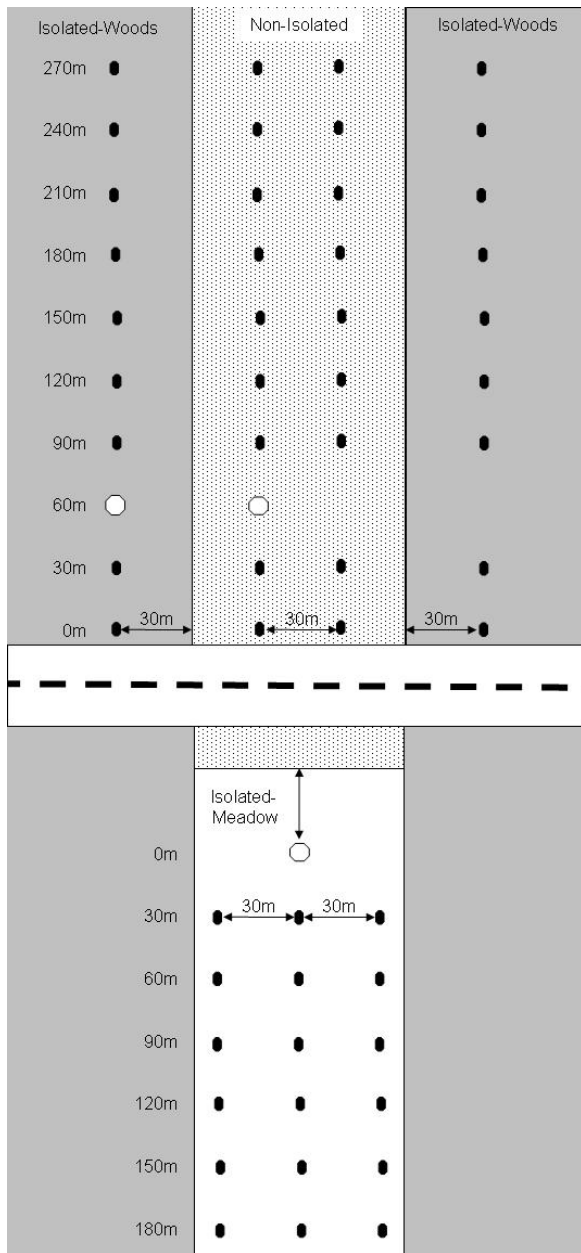 Isolated-Woods Non-Isolated Isolated-Woods
270m
240m
210m
180m
150m
120m
90m
60m
30m
0m 30m 30m 30m
Isolated-
Meadow
0m
30m 30m 30m
60m
90m
120m
150m
180m